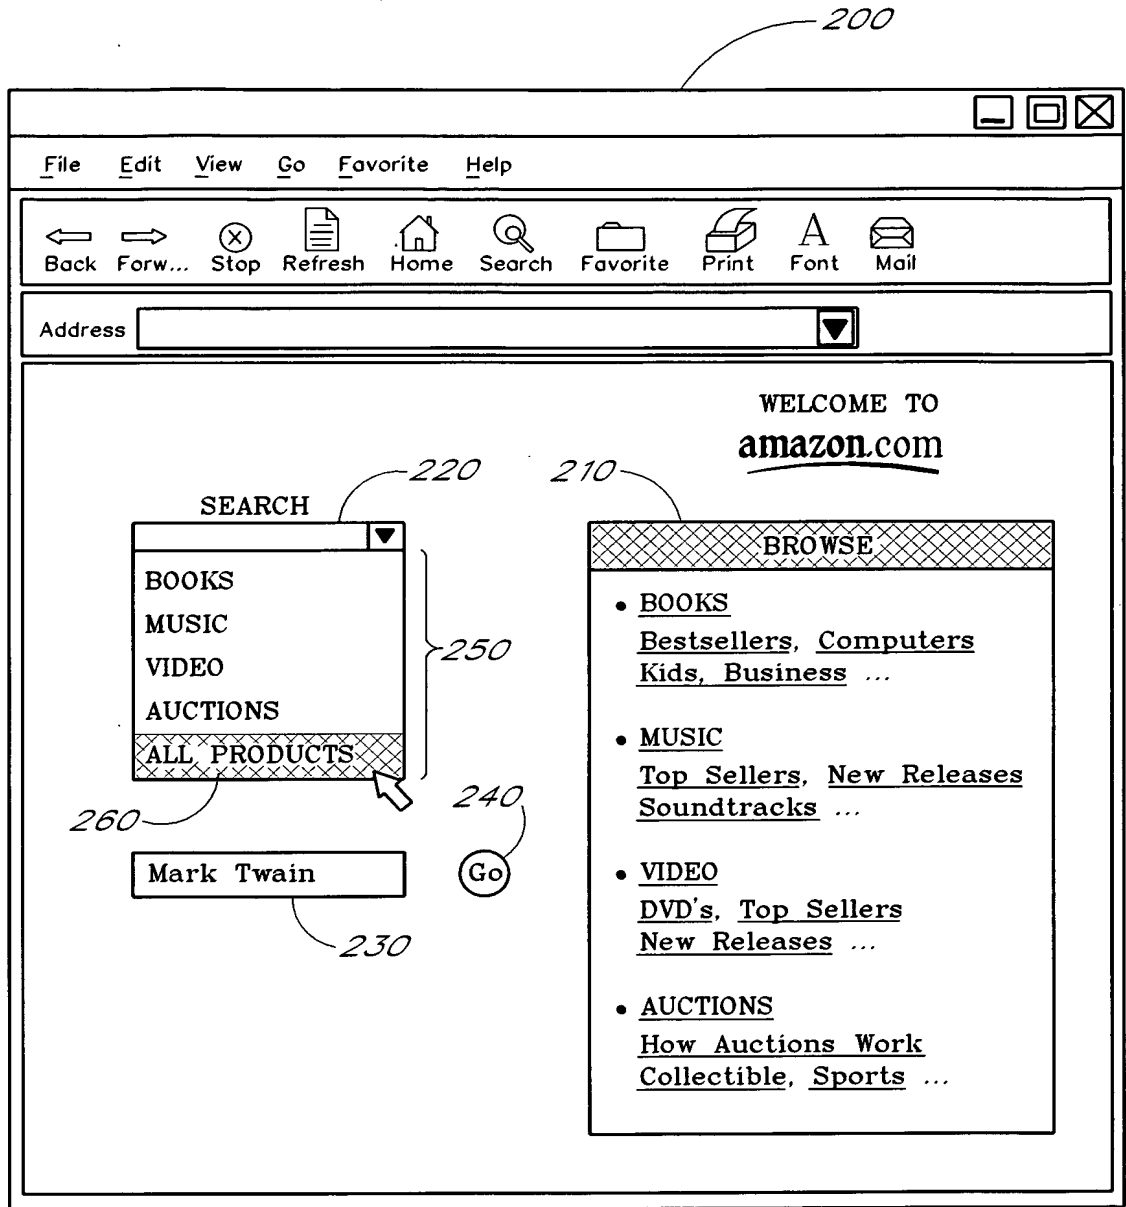 200
File Edit View Go Favorite Help
Back Forw... Stop Refresh Home Search Favorite Print Font Mail
A
Address
WELCOME TO
amazon.com
220
210
SEARCH
BOOKS
MUSIC
VIDEO
AUCTIONS
ALL PRODUCTS
250
260
240
Mark Twain
Go
230
BROWSE
• BOOKS
Bestsellers, Computers
Kids, Business ...
• MUSIC
Top Sellers, New Releases
Soundtracks ...
• VIDEO
DVD's, Top Sellers
New Releases ...
• AUCTIONS
How Auctions Work
Collectible, Sports ...